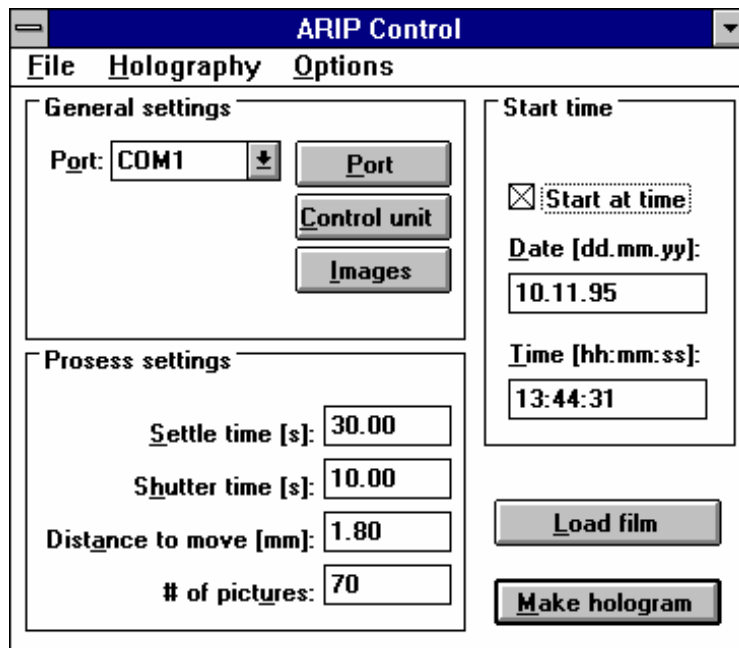 ARIP Control
File Holography Options
General settings
Port: COM1
Port
Control unit
Images
Start time
Start at time
Date [dd.mm.yy]:
10.11.95
Time [hh:mm:ss]:
13:44:31
Prosess settings
Settle time [s]: 30.00
Shutter time [s]: 10.00
Distance to move [mm]: 1.80
# of pictures: 70
Load film
Make hologram